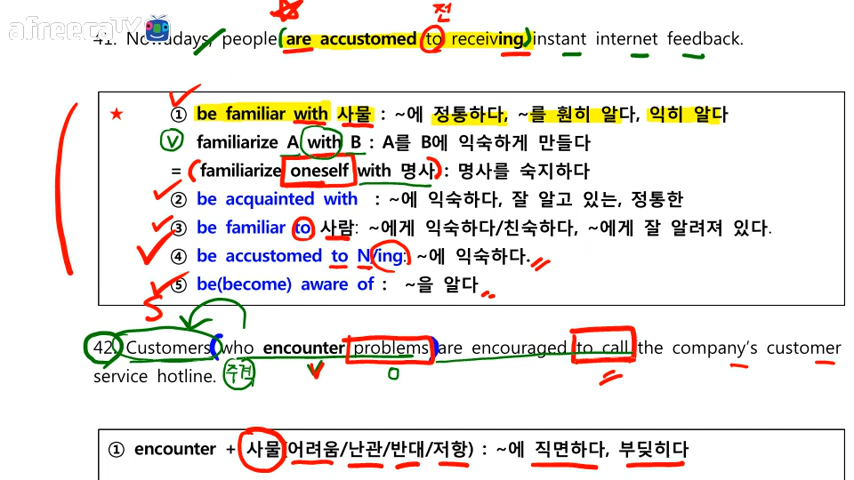 afreecaTV
전
41. Nowadays, people are accustomed to receiving instant internet feedback.
★ ① be familiar with 사물 : ~에 정통하다, ~를 훤히 알다, 익히 알다
V familiarize A with B : A를 B에 익숙하게 만들다
= (familiarize oneself with 명사) : 명사를 숙지하다
② be acquainted with : ~에 익숙하다, 잘 알고 있는, 정통한
③ be familiar to 사람: ~에게 익숙하다/친숙하다, ~에게 잘 알려져 있다.
④ be accustomed to N/ing: ~에 익숙하다.
⑤ be(become) aware of : ~을 알다
5
42. Customers (who encounter problems) are encouraged to call the company's customer
service hotline.
주격 V O
① encounter + 사물(어려움/난관/반대/저항) : ~에 직면하다, 부딪히다